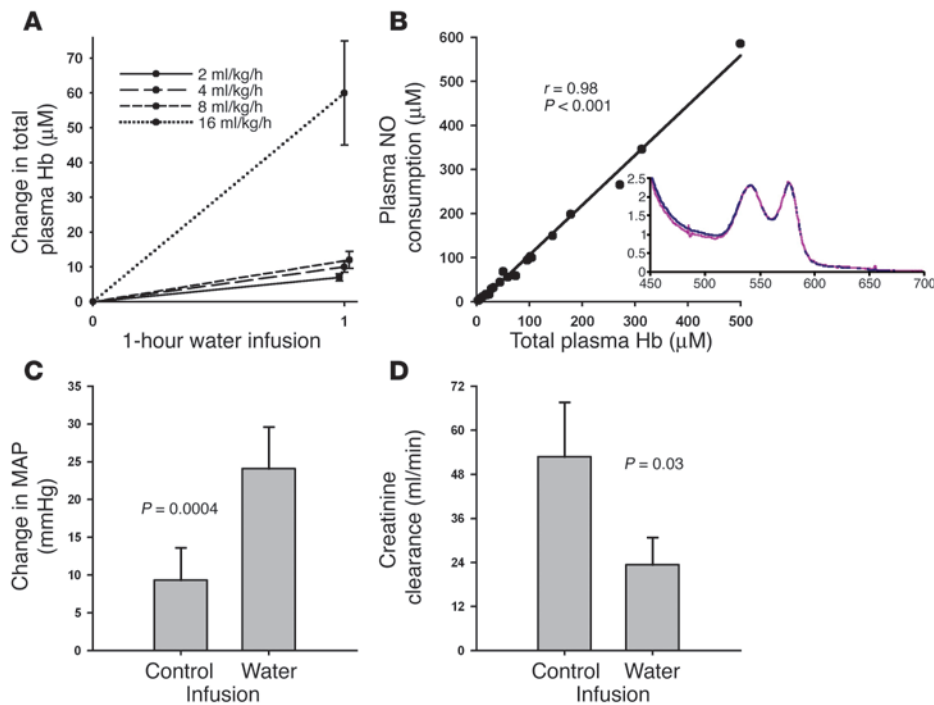 A
Change in total
plasma Hb (μM)
70
60
50
40
30
20
10
0
2 ml/kg/h
4 ml/kg/h
8 ml/kg/h
16 ml/kg/h
0
1
1-hour water infusion
B
Plasma NO
consumption (μM)
600
500
400
300
200
100
0
r = 0.98
P < 0.001
2.5
2
1.5
1
0.5
0
450
500
550
600
650
700
0
100
200
300
400
500
Total plasma Hb (μM)
C
Change in MAP
(mmHg)
35
30
25
20
15
10
5
0
P = 0.0004
Control
Water
Infusion
D
Creatinine
clearance (ml/min)
72
60
48
36
24
12
0
P = 0.03
Control
Water
Infusion